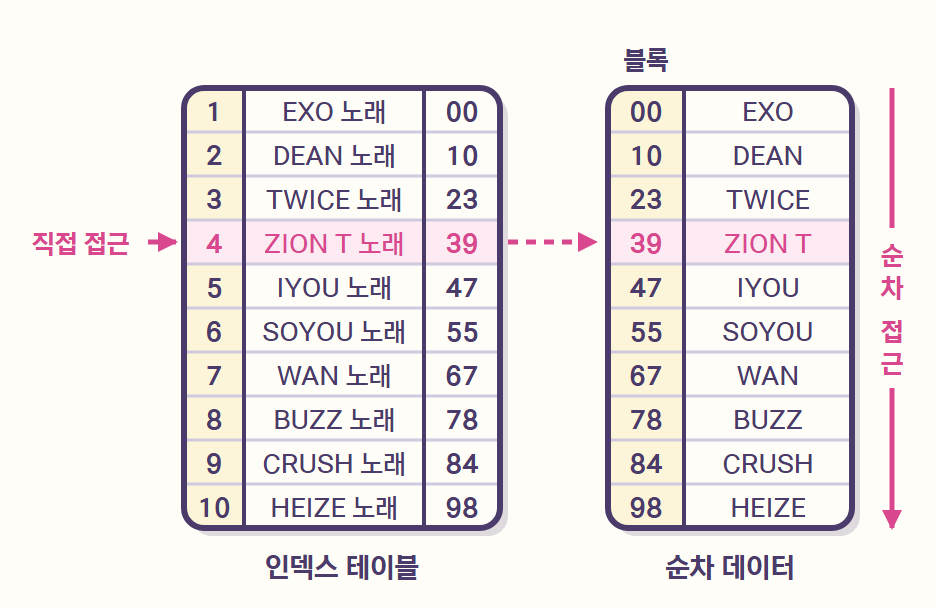 블록
1 EXO 노래 00
2 DEAN 노래 10
3 TWICE 노래 23
직접 접근 4 ZION T 노래 39
5 IYOU 노래 47
6 SOYOU 노래 55
7 WAN 노래 67
8 BUZZ 노래 78
9 CRUSH 노래 84
10 HEIZE 노래 98
인덱스 테이블
00 EXO
10 DEAN
23 TWICE
39 ZION T
47 IYOU
55 SOYOU
67 WAN
78 BUZZ
84 CRUSH
98 HEIZE
순차 데이터
순차 접근